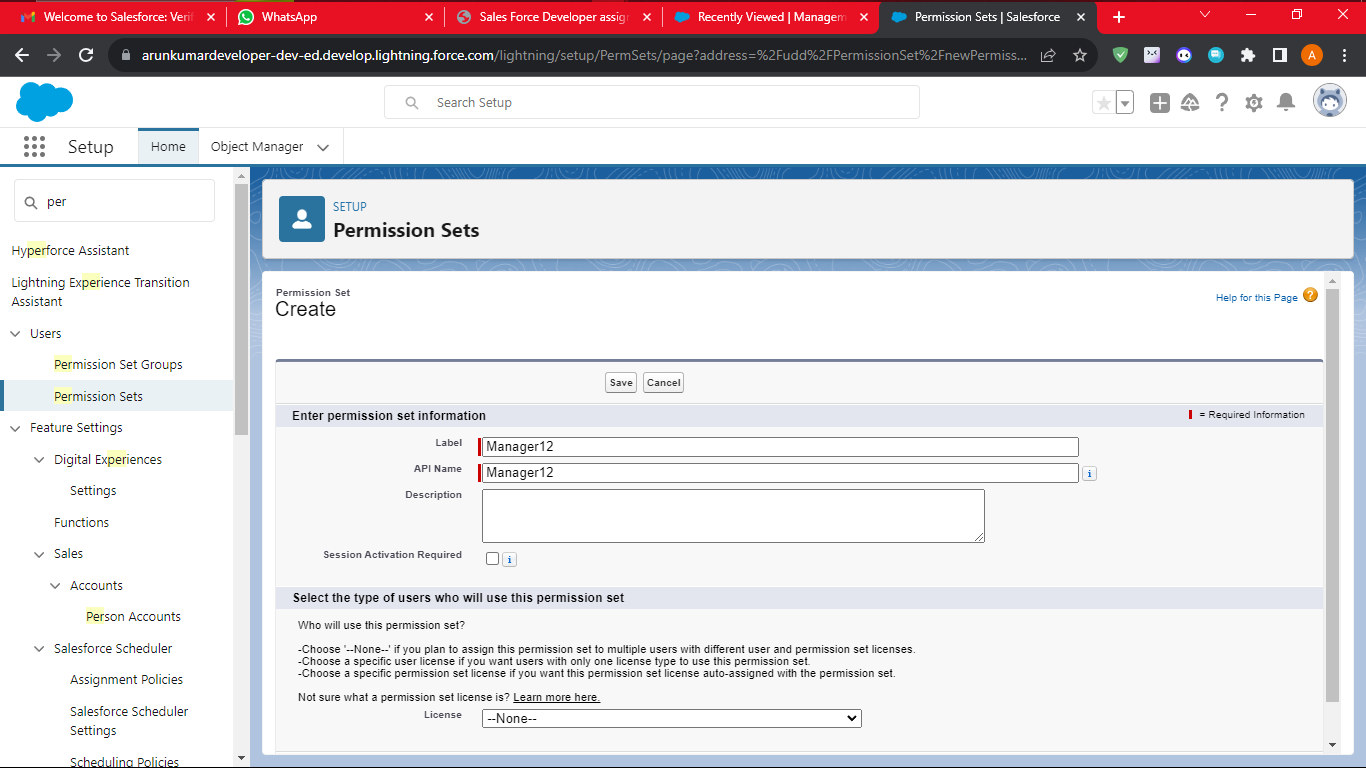 Welcome to Salesforce: Verif
WhatsApp
Sales Force Developer assign
Recently Viewed | Managem
Permission Sets | Salesforce
arunkumardeveloper-dev-ed.develop.lightning.force.com/lightning/setup/PermSets/page?address=%2Fudd%2FPermissionSet%2FnewPermiss...
A
Search Setup
Setup
Home
Object Manager
per
Hyperforce Assistant
Lightning Experience Transition
Assistant
Users
Permission Set Groups
Permission Sets
Feature Settings
Digital Experiences
Settings
Functions
Sales
Accounts
Person Accounts
Salesforce Scheduler
Assignment Policies
Salesforce Scheduler
Settings
Scheduling Policies
SETUP
Permission Sets
Permission Set
Create
Help for this Page
Save Cancel
Enter permission set information
= Required Information
Label Manager12
API Name Manager12
Description
Session Activation Required
Select the type of users who will use this permission set
Who will use this permission set?
-Choose '--None--' if you plan to assign this permission set to multiple users with different user and permission set licenses.
-Choose a specific user license if you want users with only one license type to use this permission set.
-Choose a specific permission set license if you want this permission set license auto-assigned with the permission set.
Not sure what a permission set license is? Learn more here.
License --None--